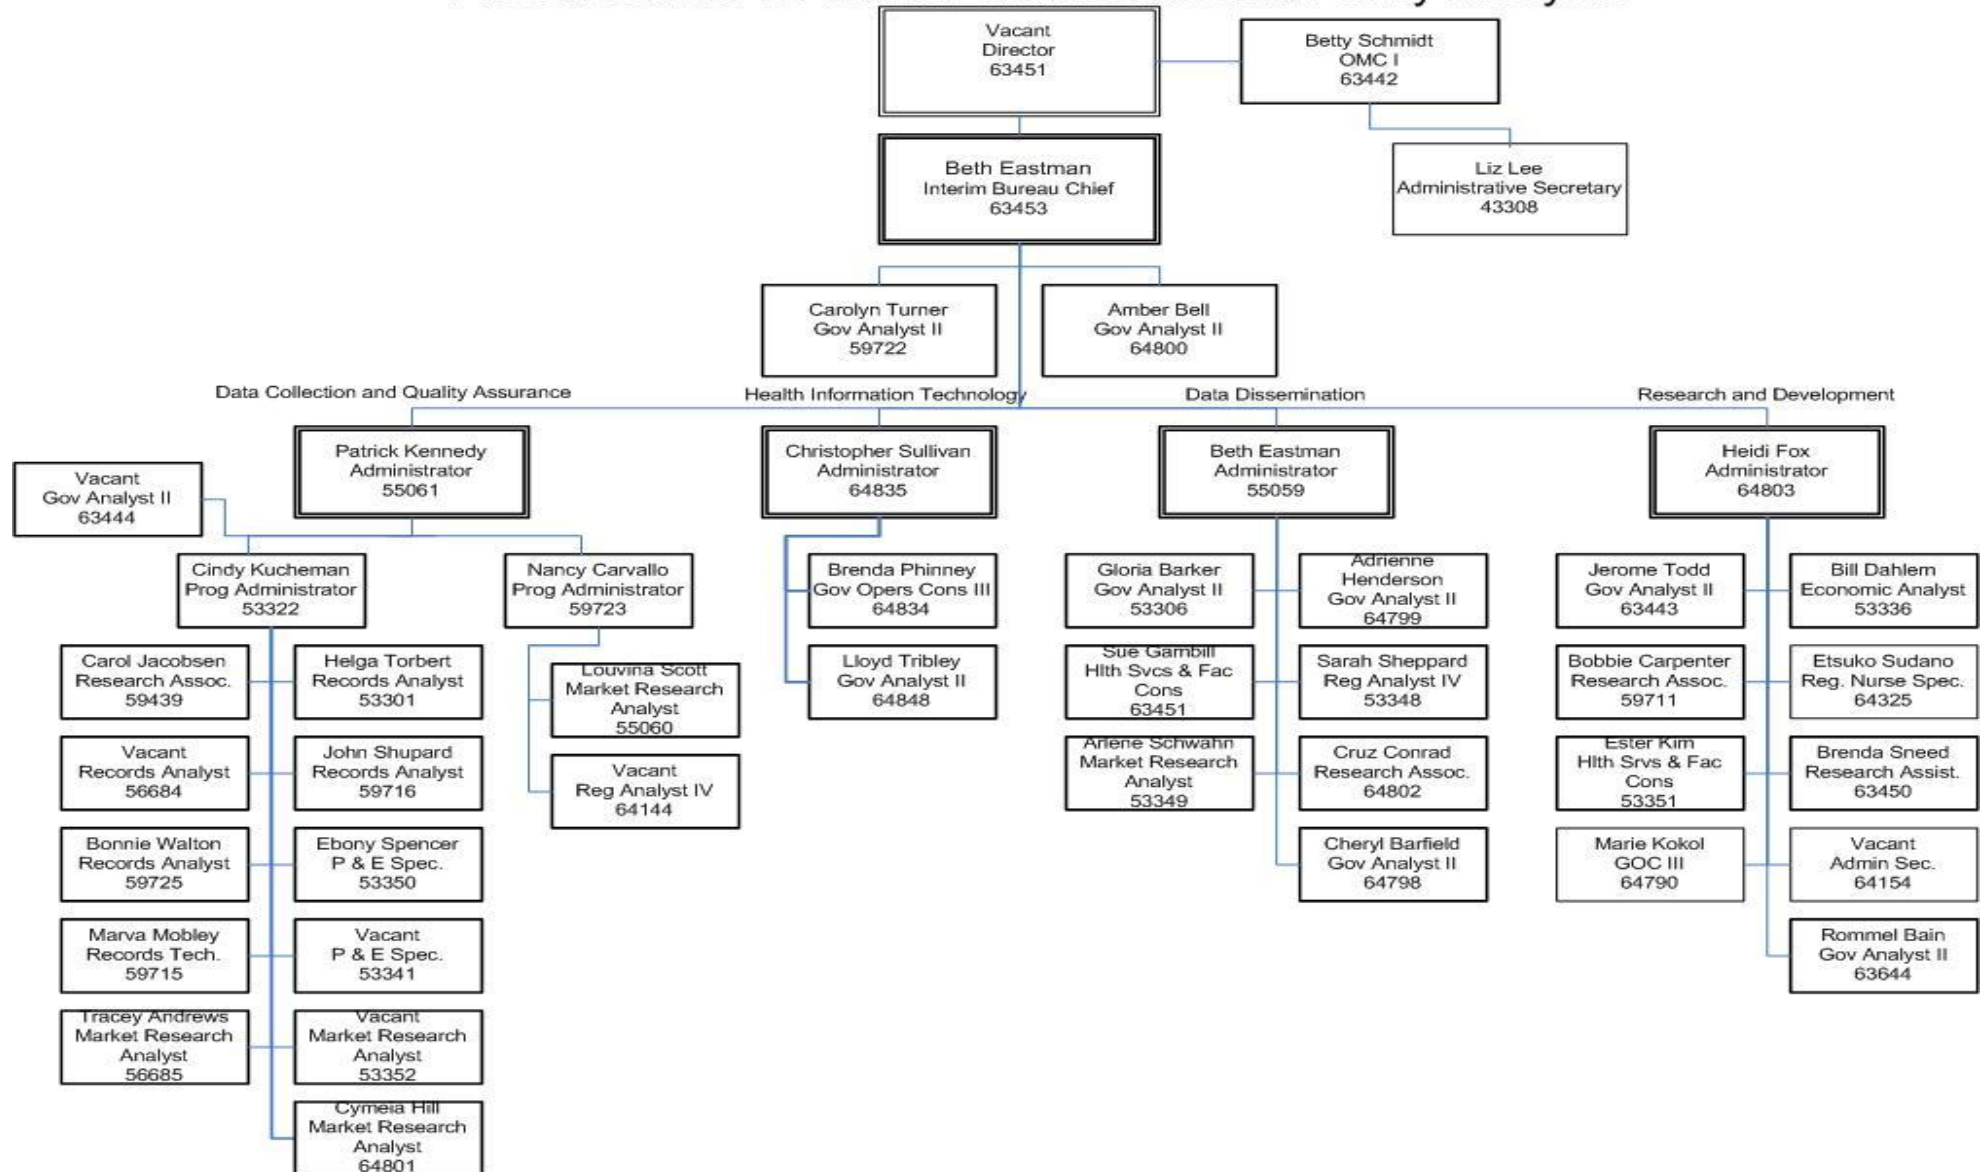 Vacant
Director
63451
Betty Schmidt
OMC I
63442
Liz Lee
Administrative Secretary
43308
Beth Eastman
Interim Bureau Chief
63453
Carolyn Turner
Gov Analyst II
59722
Amber Bell
Gov Analyst II
64800
Data Collection and Quality Assurance
Health Information Technology
Data Dissemination
Research and Development
Vacant
Gov Analyst II
63444
Patrick Kennedy
Administrator
55061
Christopher Sullivan
Administrator
64835
Beth Eastman
Administrator
55059
Heidi Fox
Administrator
64803
Cindy Kucheman
Prog Administrator
53322
Nancy Carvallo
Prog Administrator
59723
Brenda Phinney
Gov Opers Cons III
64834
Gloria Barker
Gov Analyst II
53306
Adrienne
Henderson
Gov Analyst II
64799
Jerome Todd
Gov Analyst II
63443
Bill Dahlem
Economic Analyst
53336
Carol Jacobsen
Research Assoc.
59439
Helga Torbert
Records Analyst
53301
Louvina Scott
Market Research
Analyst
55060
Lloyd Tribley
Gov Analyst II
64848
Sue Gambill
Hlth Svcs & Fac
Cons
63451
Sarah Sheppard
Reg Analyst IV
53348
Bobbie Carpenter
Research Assoc.
59711
Etsuko Sudano
Reg. Nurse Spec.
64325
Vacant
Records Analyst
56684
John Shupard
Records Analyst
59716
Vacant
Reg Analyst IV
64144
Arlene Schwahn
Market Research
Analyst
53349
Cruz Conrad
Research Assoc.
64802
Ester Kim
Hlth Srvs & Fac
Cons
53351
Brenda Sneed
Research Assist.
63450
Bonnie Walton
Records Analyst
59725
Ebony Spencer
P & E Spec.
53350
Cheryl Barfield
Gov Analyst II
64798
Marie Kokol
GOC III
64790
Vacant
Admin Sec.
64154
Marva Mobley
Records Tech.
59715
Vacant
P & E Spec.
53341
Rommel Bain
Gov Analyst II
63644
Tracey Andrews
Market Research
Analyst
56685
Vacant
Market Research
Analyst
53352
Cymeia Hill
Market Research
Analyst
64801